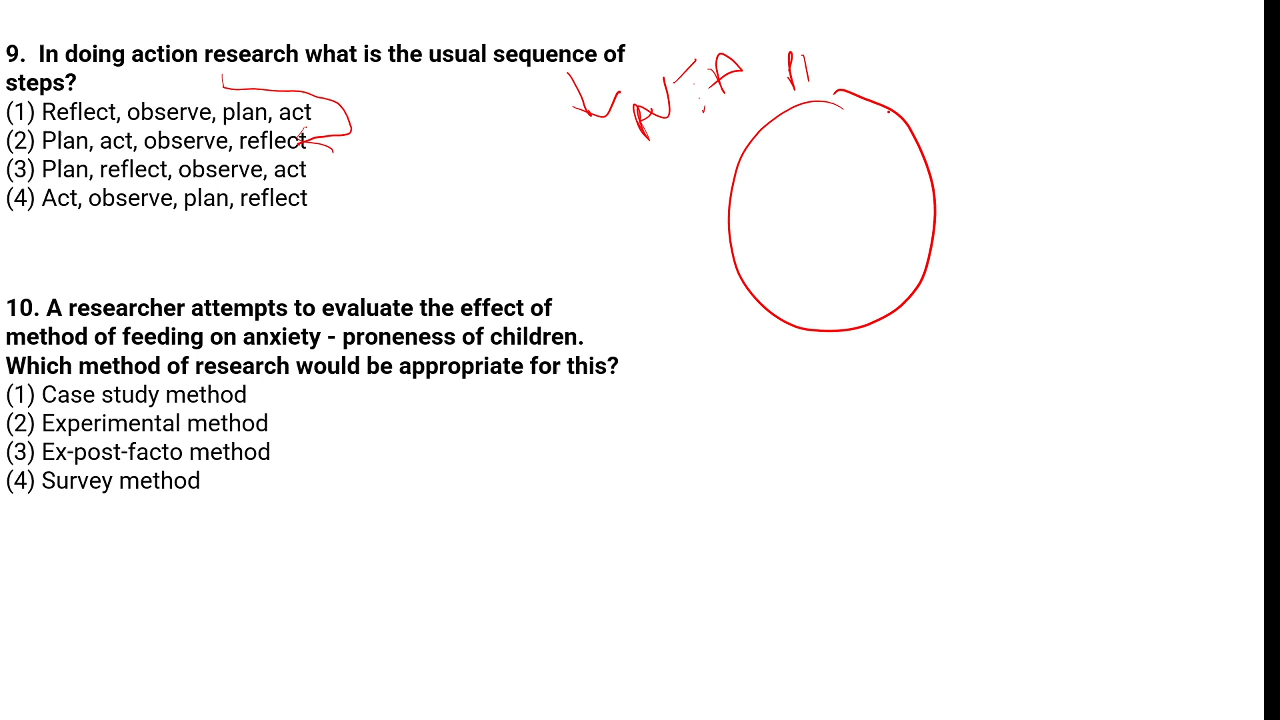 9. In doing action research what is the usual sequence of
steps?
(1) Reflect, observe, plan, act
(2) Plan, act, observe, reflect
(3) Plan, reflect, observe, act
(4) Act, observe, plan, reflect
10. A researcher attempts to evaluate the effect of
method of feeding on anxiety - proneness of children.
Which method of research would be appropriate for this?
(1) Case study method
(2) Experimental method
(3) Ex-post-facto method
(4) Survey method